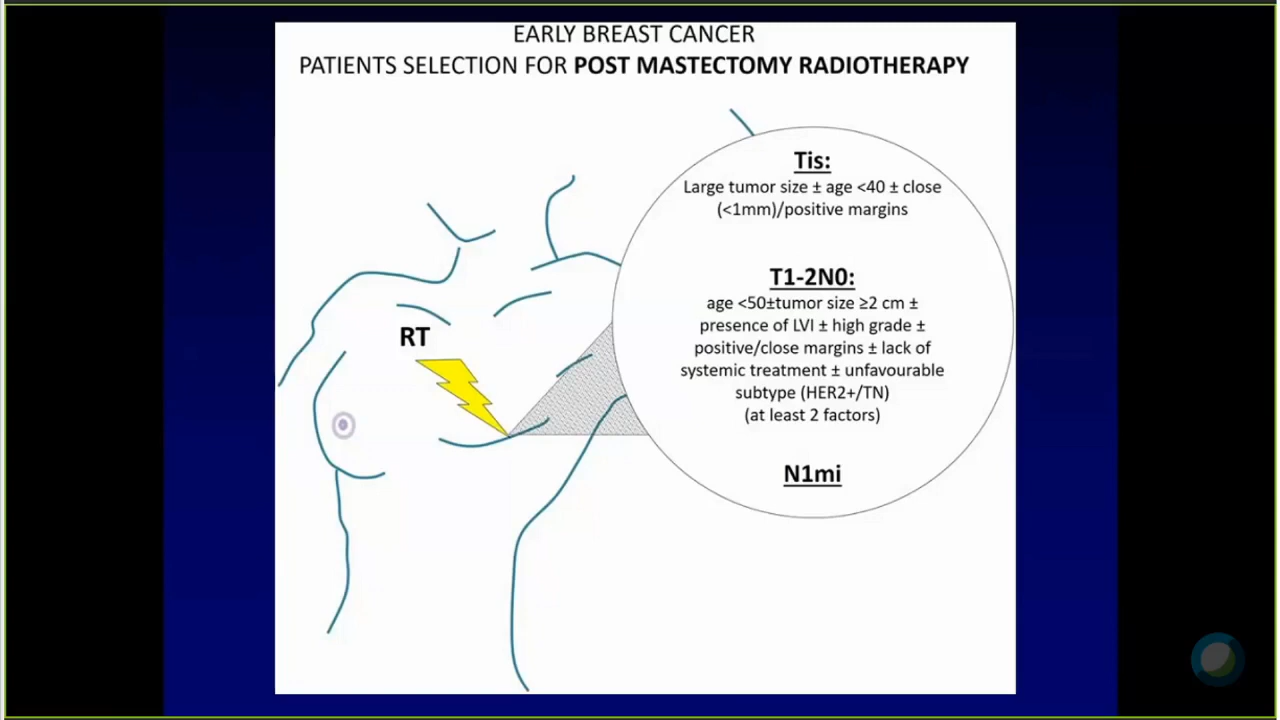 EARLY BREAST CANCER
PATIENTS SELECTION FOR POST MASTECTOMY RADIOTHERAPY
Tis:
Large tumor size ± age <40 ± close
(<1mm)/positive margins
T1-2N0:
age <50±tumor size ≥2 cm ±
presence of LVI ± high grade ±
positive/close margins ± lack of
systemic treatment ± unfavourable
subtype (HER2+/TN)
(at least 2 factors)
N1mi
RT